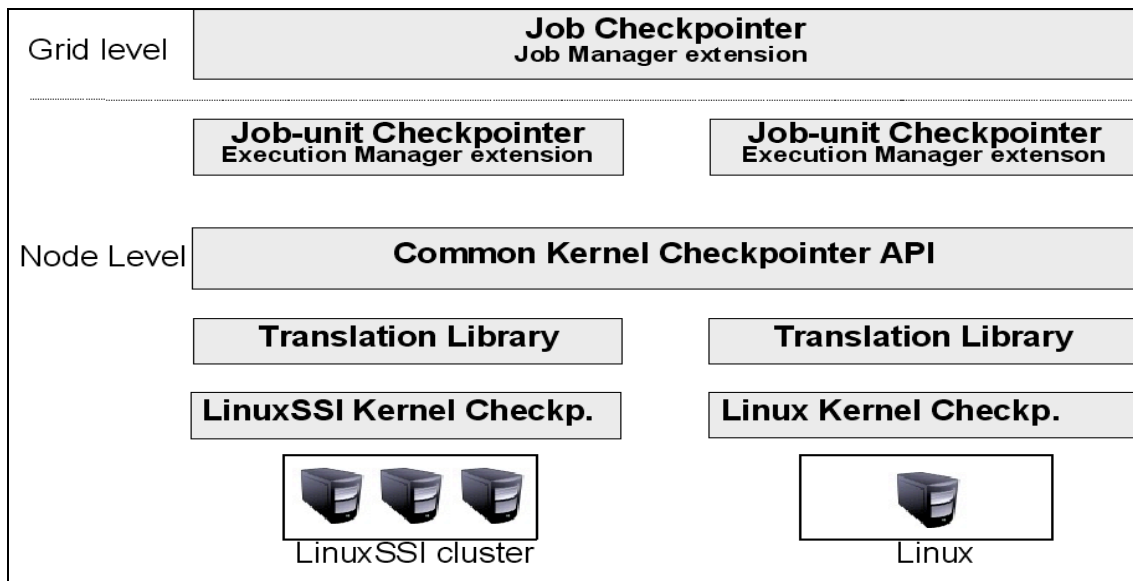 Grid level
Job Checkpointer
Job Manager extension
Job-unit Checkpointer
Execution Manager extension
Job-unit Checkpointer
Execution Manager extenson
Node Level
Common Kernel Checkpointer API
Translation Library
Translation Library
LinuxSSI Kernel Checkp.
Linux Kernel Checkp.
LinuxSSI cluster
Linux